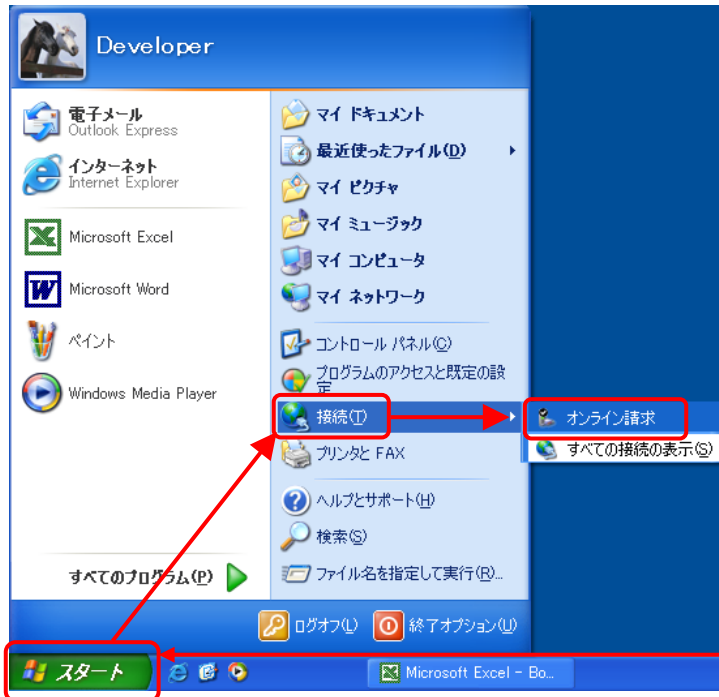 Developer
電子メール
Outlook Express
インターネット
Internet Explorer
Microsoft Excel
Microsoft Word
ペイント
Windows Media Player
すべてのプログラム(P)
マイ ドキュメント
最近使ったファイル(D)
マイ ピクチャ
マイ ミュージック
マイ コンピュータ
マイ ネットワーク
コントロール パネル(C)
プログラムのアクセスと既定の設
定
接続(T)
プリンタと FAX
ヘルプとサポート(H)
検索(S)
ファイル名を指定して実行(R)...
オンライン請求
すべての接続の表示(S)
ログオフ(L)
終了オプション(U)
スタート
Microsoft Excel - Bo...